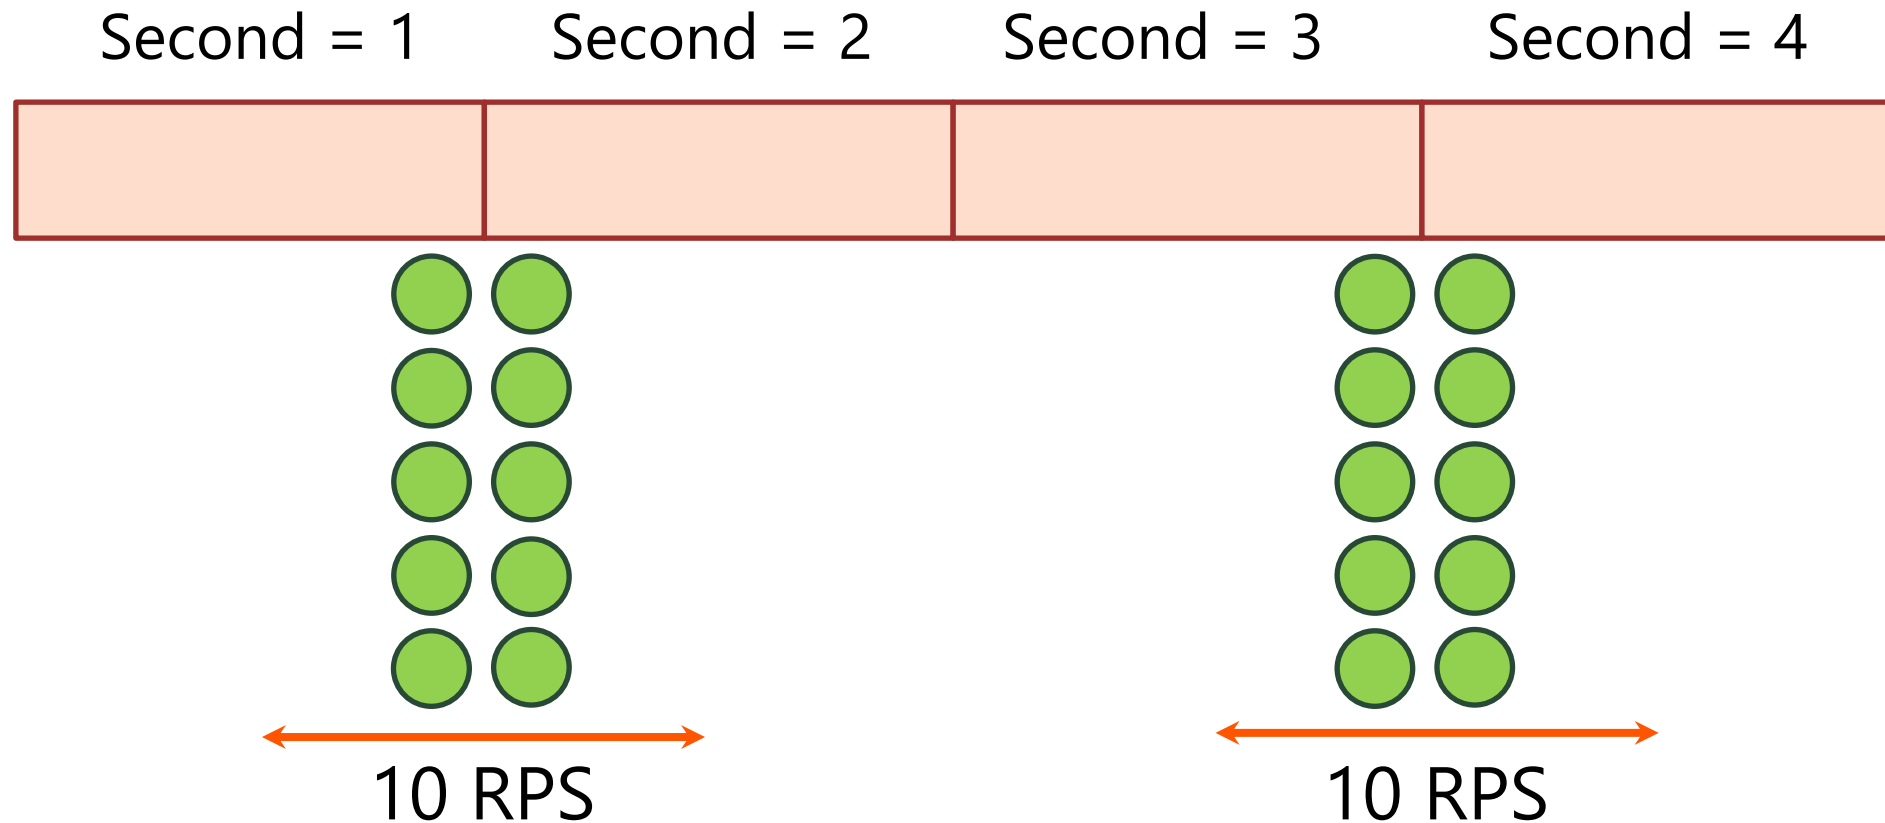 Second = 1 Second = 2 Second = 3 Second = 4
10 RPS 10 RPS